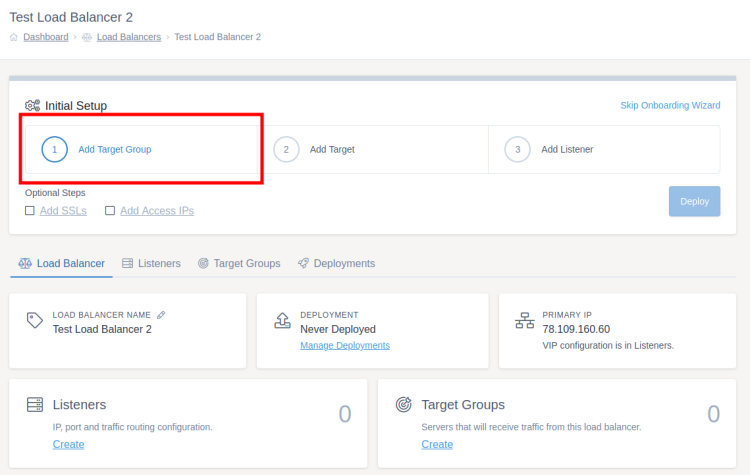 Test Load Balancer 2
Dashboard › Load Balancers › Test Load Balancer 2
Initial Setup
Skip Onboarding Wizard
1 Add Target Group
2 Add Target
3 Add Listener
Optional Steps
Add SSLs
Add Access IPs
Deploy
Load Balancer
Listeners
Target Groups
Deployments
LOAD BALANCER NAME
Test Load Balancer 2
DEPLOYMENT
Never Deployed
Manage Deployments
PRIMARY IP
78.109.160.60
VIP configuration is in Listeners.
Listeners
IP, port and traffic routing configuration.
Create
0
Target Groups
Servers that will receive traffic from this load balancer.
Create
0